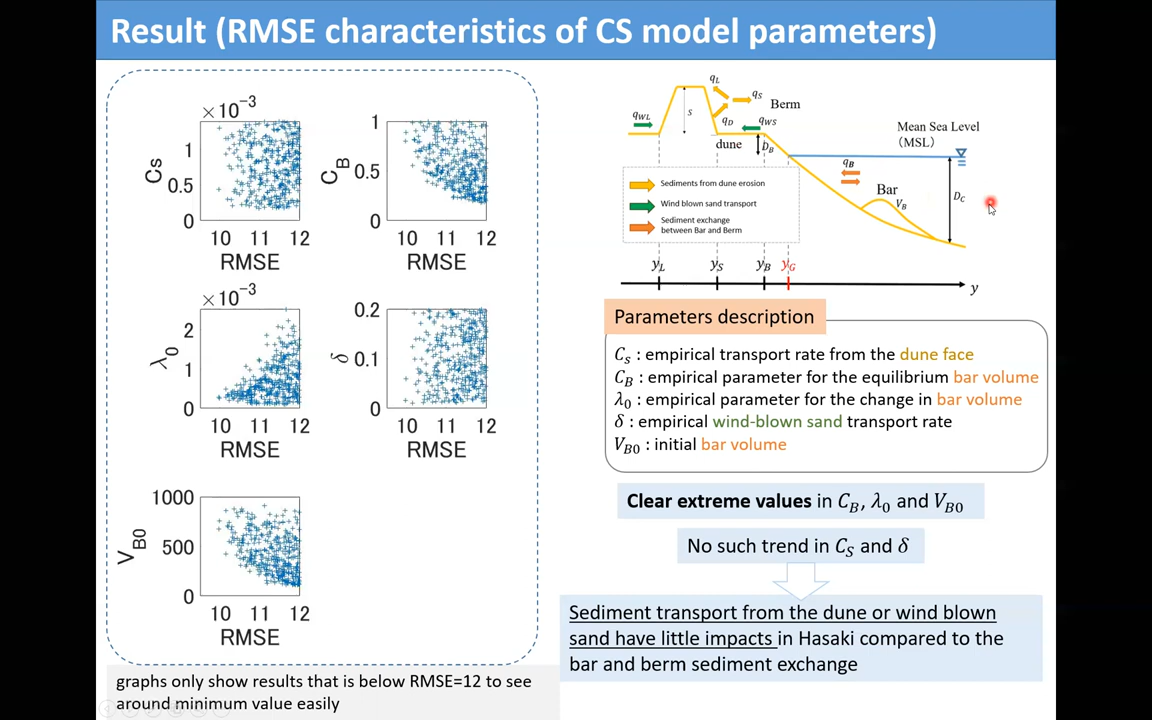 Result (RMSE characteristics of CS model parameters)
×10⁻³
Cs
1
0.5
0
10 11 12
RMSE
C_B
1
0.5
0
10 11 12
RMSE
×10⁻³
λ₀
2
1
0
10 11 12
RMSE
δ
0.2
0.1
0
10 11 12
RMSE
V_B0
1000
500
0
10 11 12
RMSE
graphs only show results that is below RMSE=12 to see
around minimum value easily
q_L
q_S
q_WL
S
q_D
q_WS
Berm
dune
D_B
Mean Sea Level
(MSL)
q_B
Bar
V_B
D_C
Sediments from dune erosion
Wind blown sand transport
Sediment exchange
between Bar and Berm
y_L y_S y_B y_G
y
Parameters description
C_S : empirical transport rate from the dune face
C_B : empirical parameter for the equilibrium bar volume
λ₀ : empirical parameter for the change in bar volume
δ : empirical wind-blown sand transport rate
V_B0 : initial bar volume
Clear extreme values in C_B, λ₀ and V_B0
No such trend in C_S and δ
Sediment transport from the dune or wind blown
sand have little impacts in Hasaki compared to the
bar and berm sediment exchange